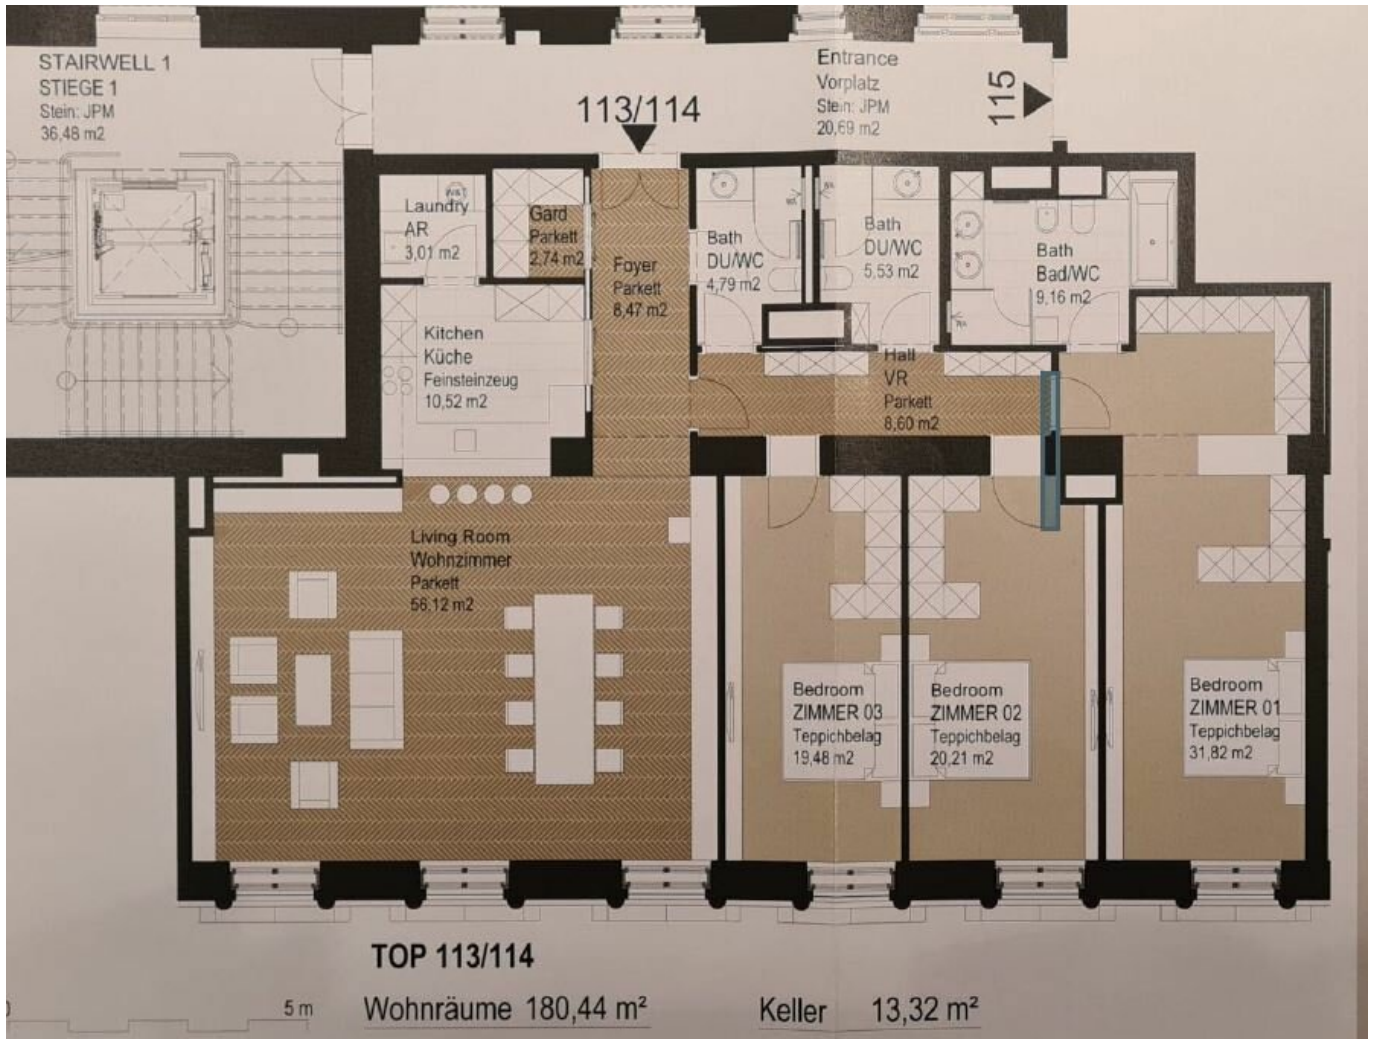 STAIRWELL 1
STIEGE 1
Stein: JPM
36,48 m2
113/114
Entrance
Vorplatz
Stein: JPM
20,69 m2
115
Laundry
AR
3,01 m2
Gard
Parkett
2,74 m2
Foyer
Parkett
8,47 m2
Bath
DU/WC
4,79 m2
Bath
DU/WC
5,53 m2
Bath
Bad/WC
9,16 m2
Kitchen
Küche
Feinsteinzeug
10,52 m2
Hall
VR
Parkett
8,60 m2
Living Room
Wohnzimmer
Parkett
56,12 m2
Bedroom
ZIMMER 03
Teppichbelag
19,48 m2
Bedroom
ZIMMER 02
Teppichbelag
20,21 m2
Bedroom
ZIMMER 01
Teppichbelag
31,82 m2
TOP 113/114
5 m
Wohnräume 180,44 m²
Keller 13,32 m²